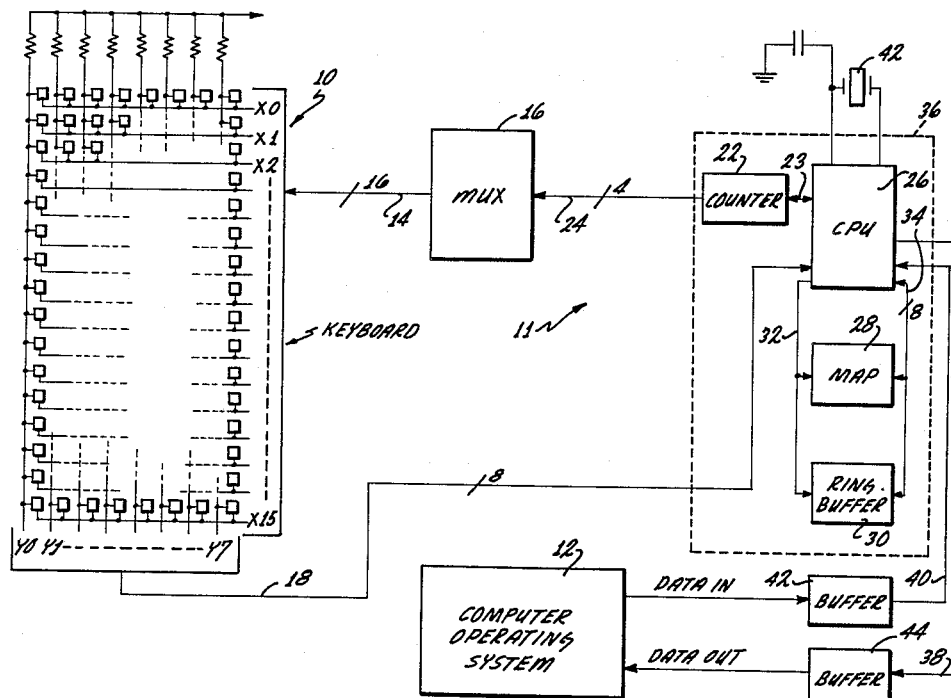 42
10
36
X0
X1
X2
16
22
23
26
34
16
14
MUX
24
4
COUNTER
CPU
8
11
32
28
KEYBOARD
MAP
8
RING
BUFFER
30
X15
Y0 Y1 Y7
18
12
DATA IN
42
BUFFER
40
COMPUTER
OPERATING
SYSTEM
DATA OUT
44
BUFFER
38